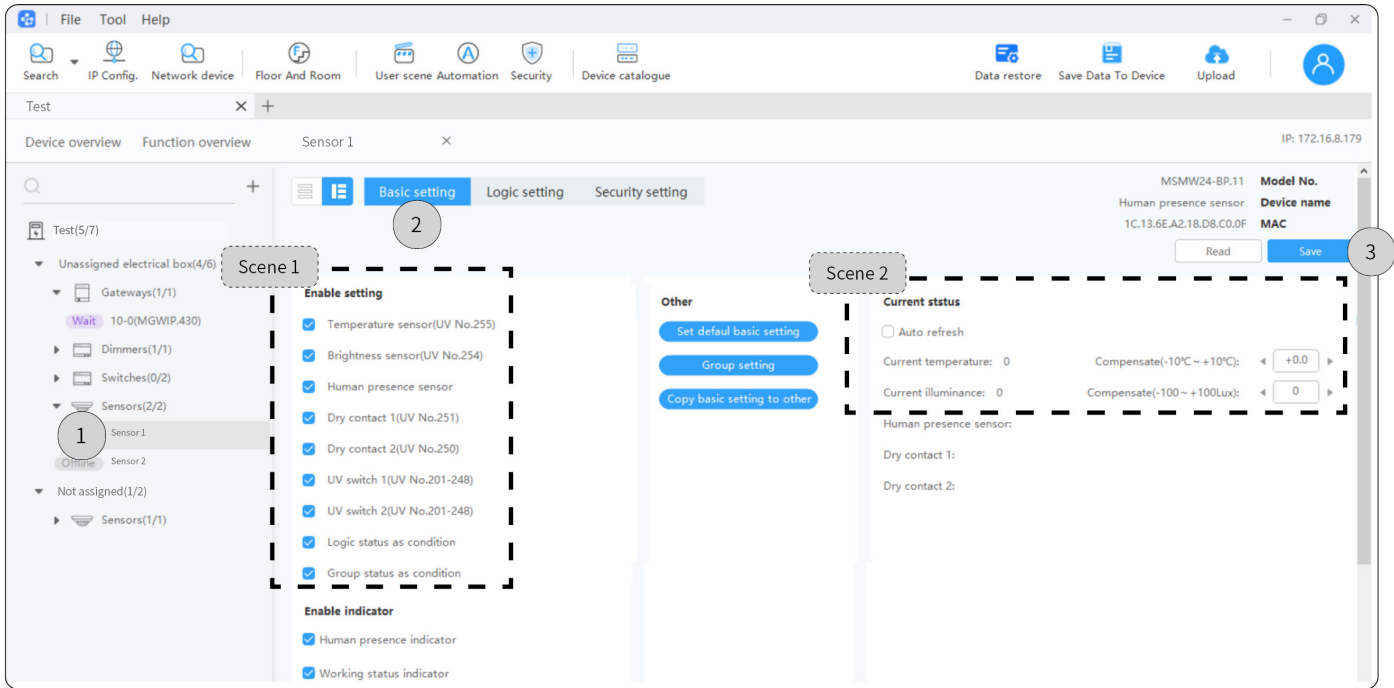 File Tool Help
Search IP Config. Network device Floor And Room User scene Automation Security Device catalogue Data restore Save Data To Device Upload
Test
Device overview Function overview Sensor 1 IP: 172.16.8.179
Basic setting Logic setting Security setting
2
MSMW24-BP.11 Model No.
Human presence sensor Device name
1C.13.6E.A2.18.D8.C0.0F MAC
Read Save 3
Test(5/7)
Unassigned electrical box(4/6)
Gateways(1/1)
Wait 10-0(MGWIP.430)
Dimmers(1/1)
Switches(0/2)
Sensors(2/2)
1 Sensor 1
Offline Sensor 2
Not assigned(1/2)
Sensors(1/1)
Scene 1
Enable setting
Temperature sensor(UV No.255)
Brightness sensor(UV No.254)
Human presence sensor
Dry contact 1(UV No.251)
Dry contact 2(UV No.250)
UV switch 1(UV No.201-248)
UV switch 2(UV No.201-248)
Logic status as condition
Group status as condition
Enable indicator
Human presence indicator
Working status indicator
Other
Set defaul basic setting
Group setting
Copy basic setting to other
Scene 2
Current ststus
Auto refresh
Current temperature: 0 Compensate(-10℃ ~ +10℃): +0.0
Current illuminance: 0 Compensate(-100 ~ +100Lux): 0
Human presence sensor:
Dry contact 1:
Dry contact 2: